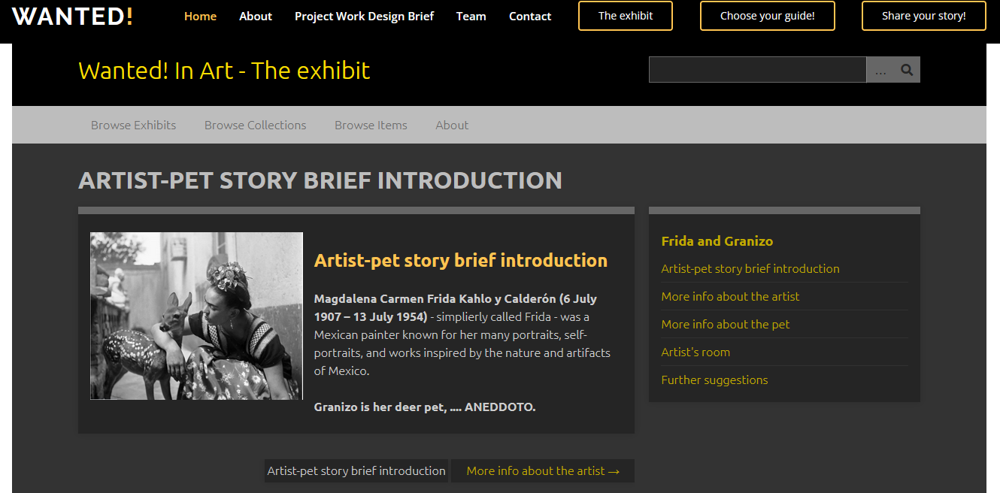 WANTED!
Home About Project Work Design Brief Team Contact The exhibit Choose your guide! Share your story!
Wanted! In Art - The exhibit
...
Browse Exhibits Browse Collections Browse Items About
ARTIST-PET STORY BRIEF INTRODUCTION
Artist-pet story brief introduction
Magdalena Carmen Frida Kahlo y Calderón (6 July
1907 – 13 July 1954) - simplierly called Frida - was a
Mexican painter known for her many portraits, self-
portraits, and works inspired by the nature and artifacts
of Mexico.
Granizo is her deer pet, .... ANEDDOTO.
Frida and Granizo
Artist-pet story brief introduction
More info about the artist
More info about the pet
Artist's room
Further suggestions
Artist-pet story brief introduction
More info about the artist →